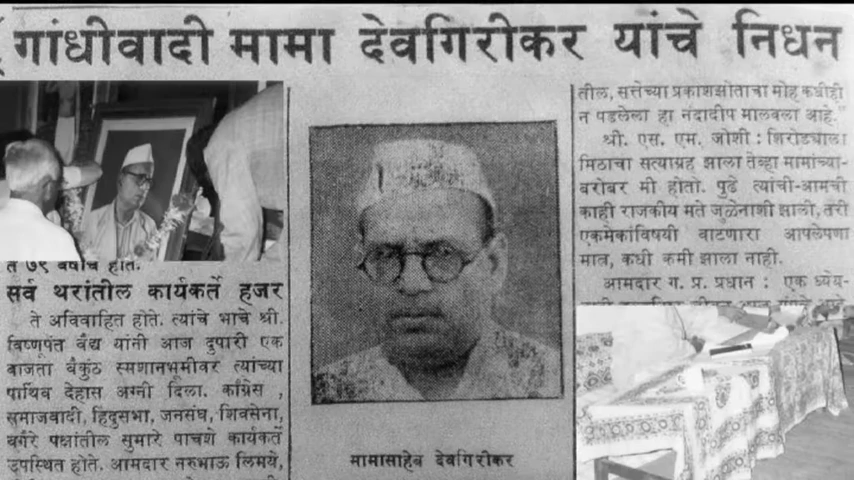 गांधीवादी मामा देवगिरीकर यांचे निधन
ते ७९ वर्षांचे होते.
सर्व थरांतील कार्यकर्ते हजर
ते अविवाहित होते. त्यांचे भाचे श्री.
विष्णुपंत वैद्य यांनी आज दुपारी एक
वाजता वैकुंठ स्मशानभूमीवर त्यांच्या
पार्थिव देहास अग्नी दिला. काँग्रेस,
समाजवादी, हिंदुसभा, जनसंघ, शिवसेना,
वगैरे पक्षांतील सुमारे पाचशे कार्यकर्ते
उपस्थित होते. आमदार नरुभाऊ लिमये,
मामासाहेब देवगिरीकर
तील, सत्तेच्या प्रकाशझोताचा मोह कधीही
न पडलेला हा नंदादीप मालवला आहे."
श्री. एस. एम. जोशी : शिरोड्याला
मिठाचा सत्याग्रह झाला तेव्हा मामांच्या-
बरोबर मी होतो. पुढे त्यांची-आमची
काही राजकीय मते जुळेनाशी झाली, तरी
एकमेकांविषयी वाटणारा आपलेपणा
मात्र, कधी कमी झाला नाही.
आमदार ग. प्र. प्रधान : एक ध्येय-